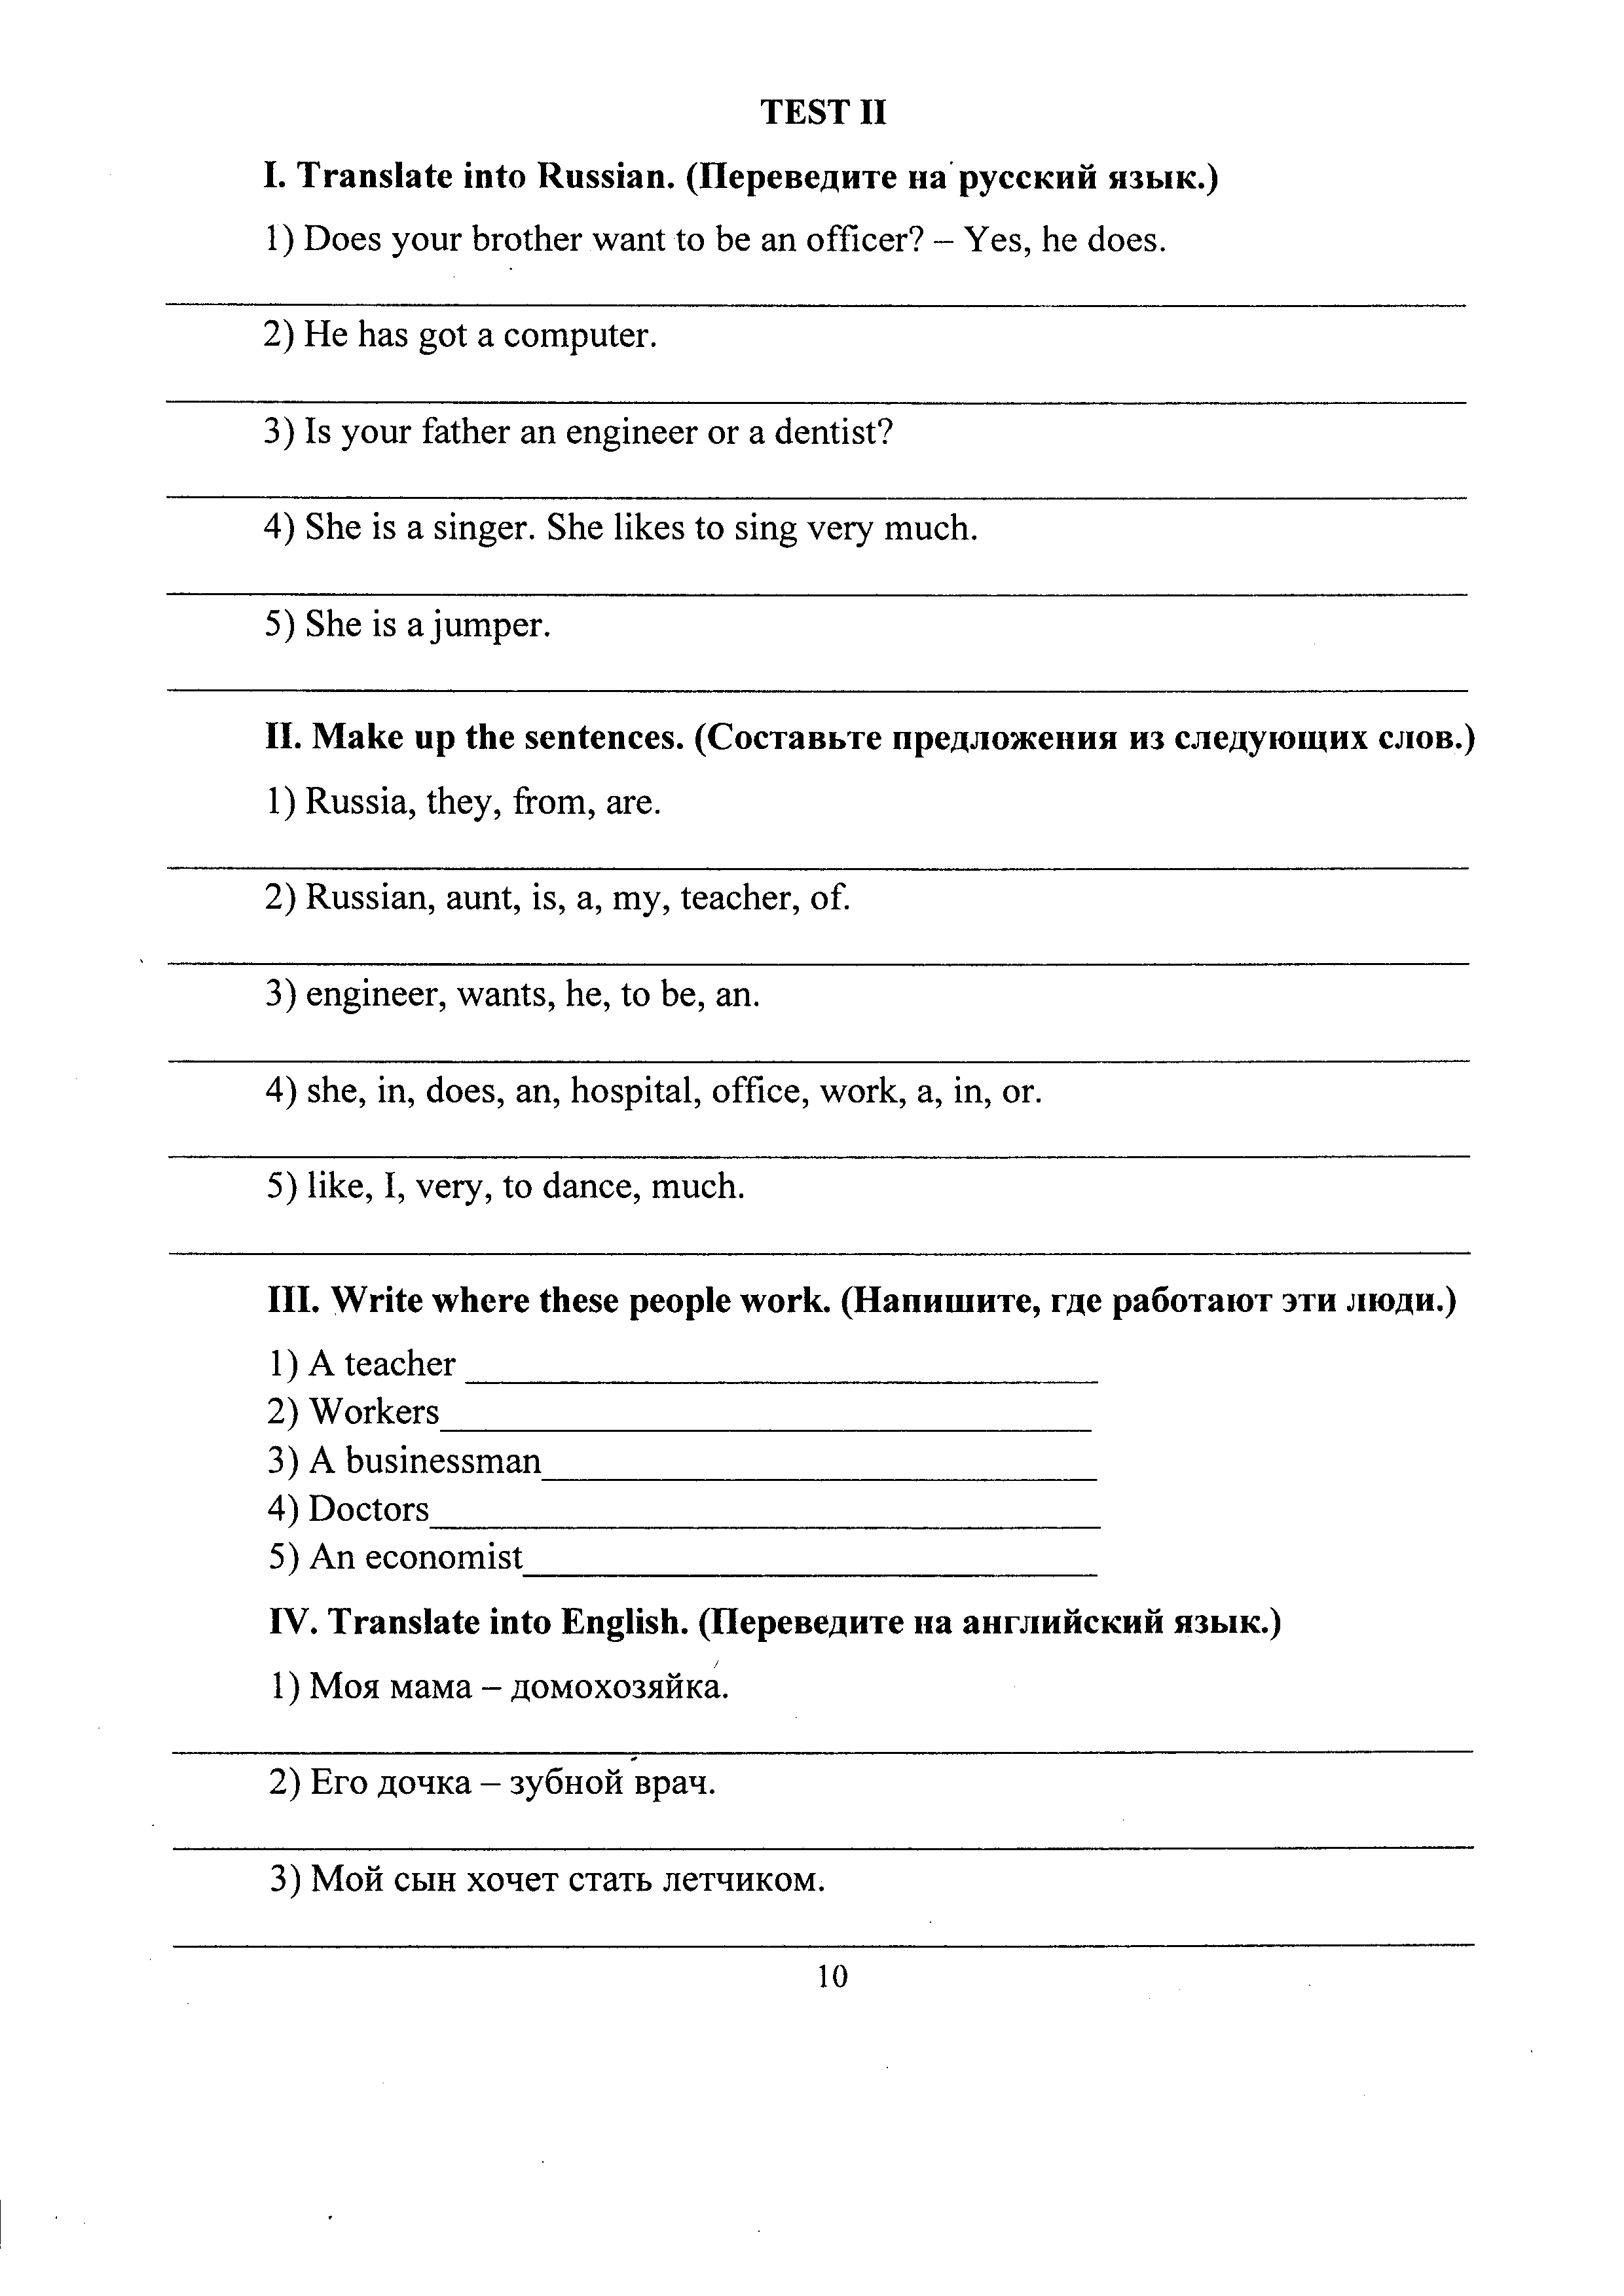 TEST II
I. Translate into Russian. (Переведите на русский язык.)
1) Does your brother want to be an officer? – Yes, he does.
2) He has got a computer.
3) Is your father an engineer or a dentist?
4) She is a singer. She likes to sing very much.
5) She is a jumper.
II. Make up the sentences. (Составьте предложения из следующих слов.)
1) Russia, they, from, are.
2) Russian, aunt, is, a, my, teacher, of.
3) engineer, wants, he, to be, an.
4) she, in, does, an, hospital, office, work, a, in, or.
5) like, I, very, to dance, much.
III. Write where these people work. (Напишите, где работают эти люди.)
1) A teacher
2) Workers
3) A businessman
4) Doctors
5) An economist
IV. Translate into English. (Переведите на английский язык.)
1) Моя мама – домохозяйка.
2) Его дочка – зубной врач.
3) Мой сын хочет стать летчиком.
10